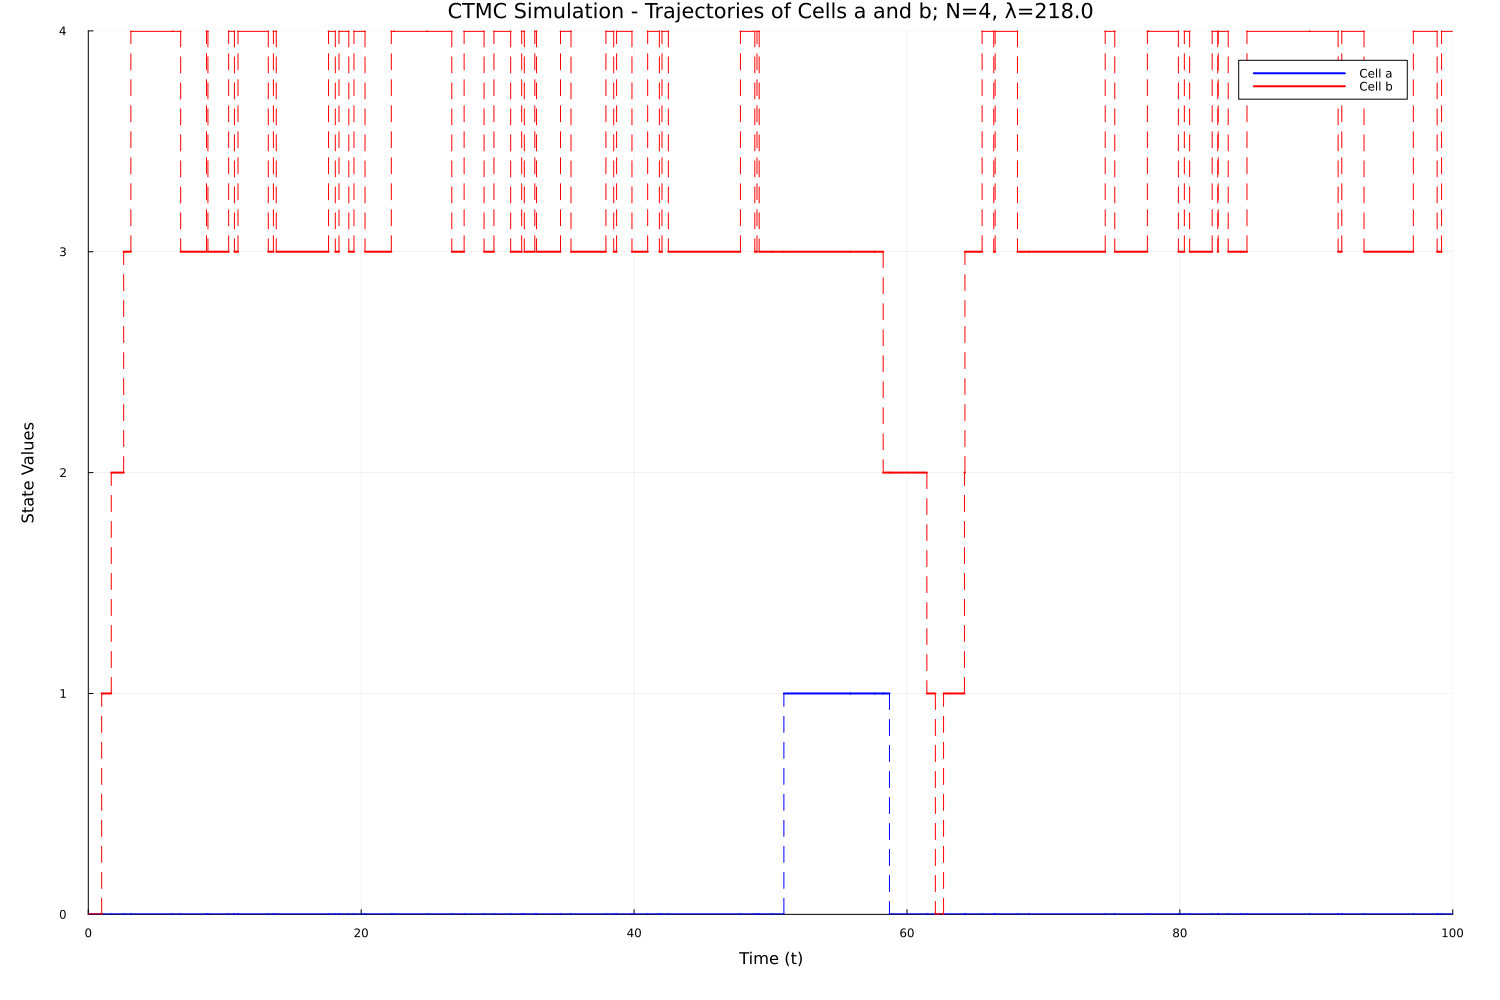 CTMC Simulation - Trajectories of Cells a and b; N=4, λ=218.0
4
Cell a
Cell b
3
State Values
2
1
0
0 20 40 60 80 100
Time (t)